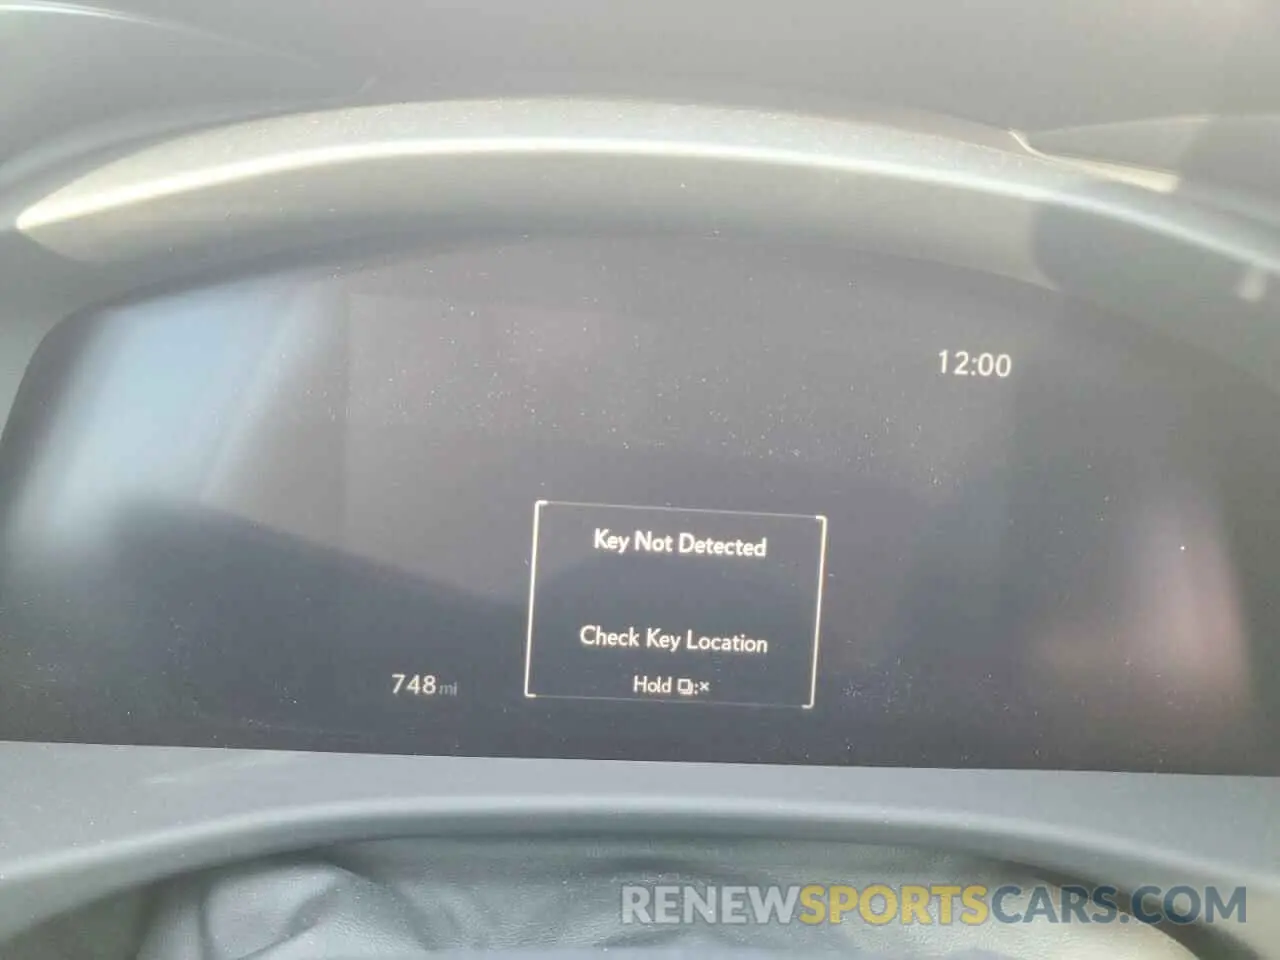 12:00
Key Not Detected
Check Key Location
Hold :×
748 mi
RENEWSPORTSCARS.COM